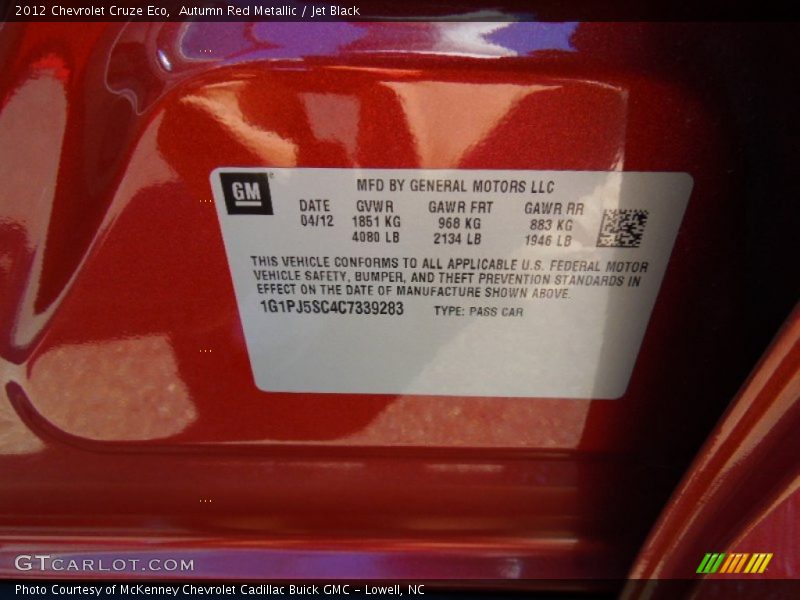 2012 Chevrolet Cruze Eco, Autumn Red Metallic / Jet Black
GM
MFD BY GENERAL MOTORS LLC
DATE GVWR GAWR FRT GAWR RR
04/12 1851 KG 968 KG 883 KG
4080 LB 2134 LB 1946 LB
THIS VEHICLE CONFORMS TO ALL APPLICABLE U.S. FEDERAL MOTOR
VEHICLE SAFETY, BUMPER, AND THEFT PREVENTION STANDARDS IN
EFFECT ON THE DATE OF MANUFACTURE SHOWN ABOVE.
1G1PJ5SC4C7339283 TYPE: PASS CAR
GTCARLOT.COM
Photo Courtesy of McKenney Chevrolet Cadillac Buick GMC - Lowell, NC